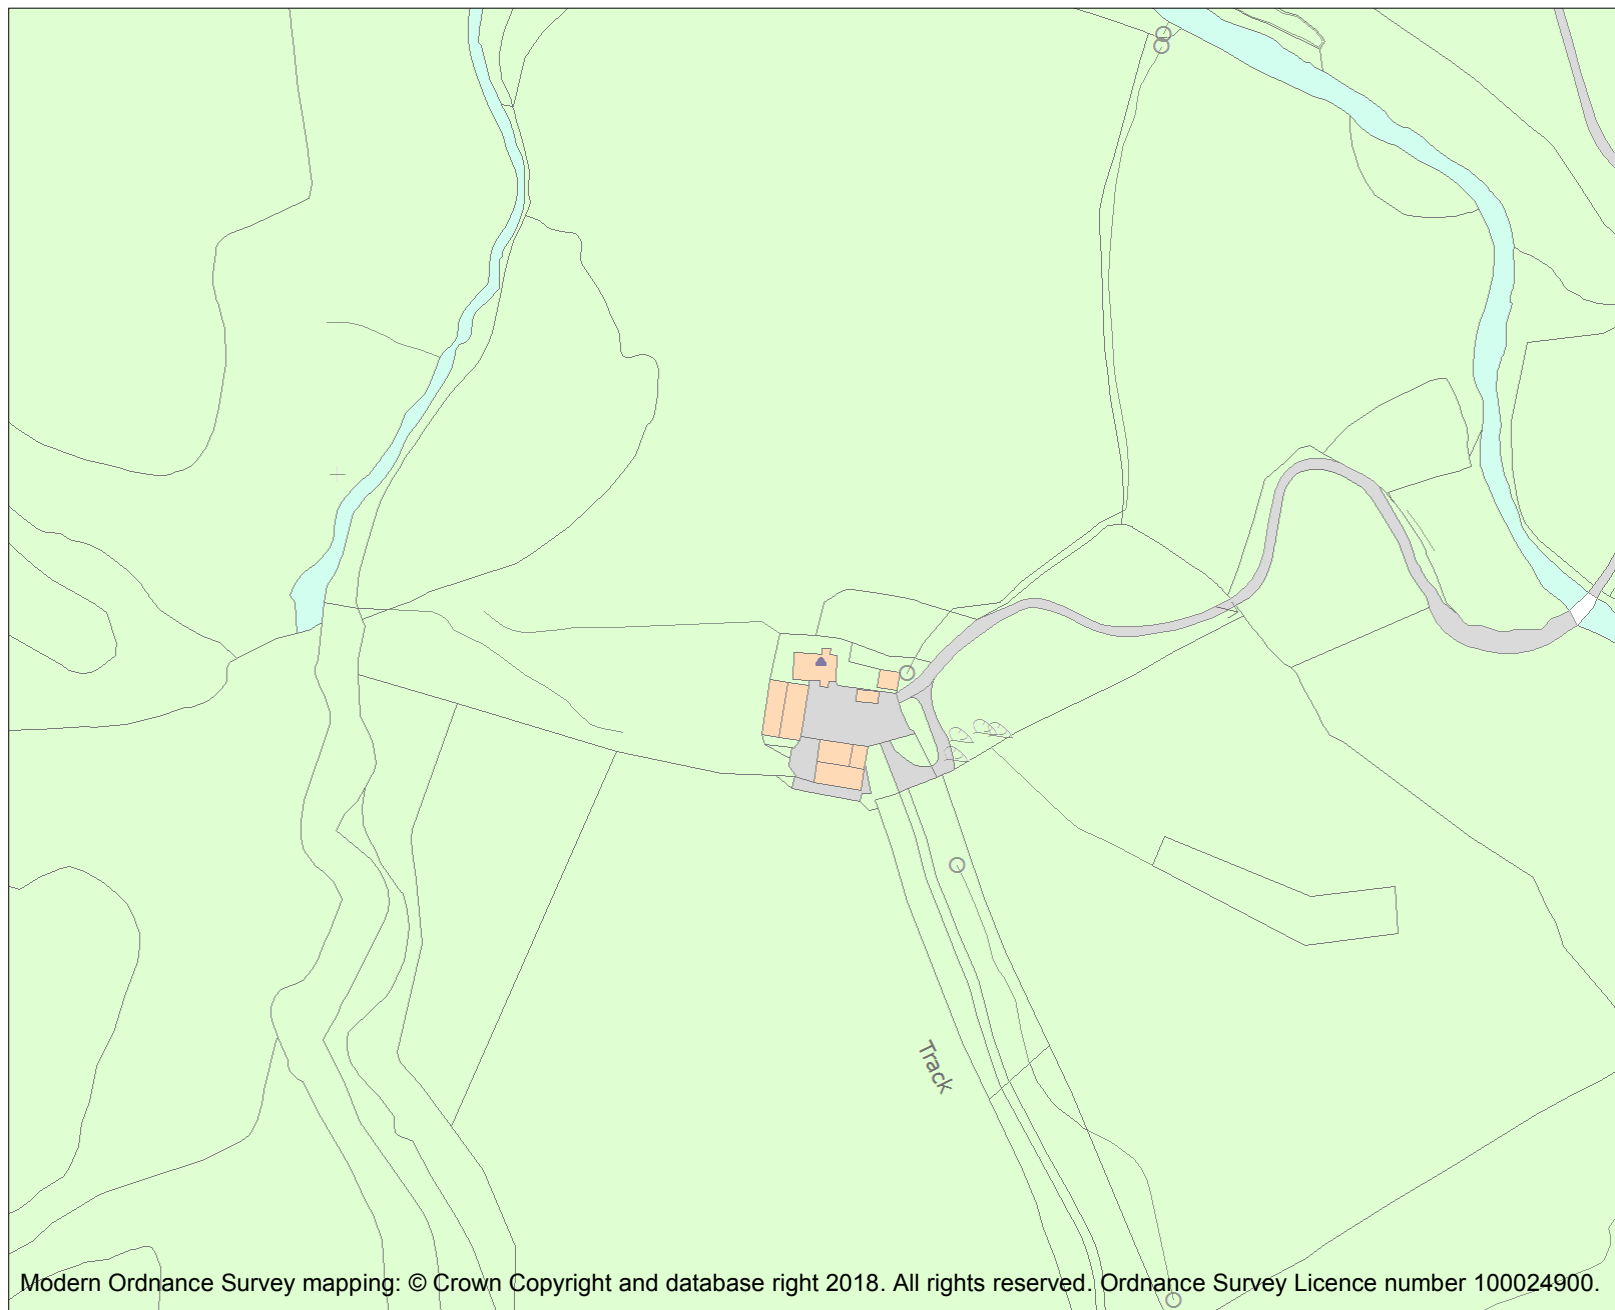 Track
Modern Ordnance Survey mapping: © Crown Copyright and database right 2018. All rights reserved. Ordnance Survey Licence number 100024900.